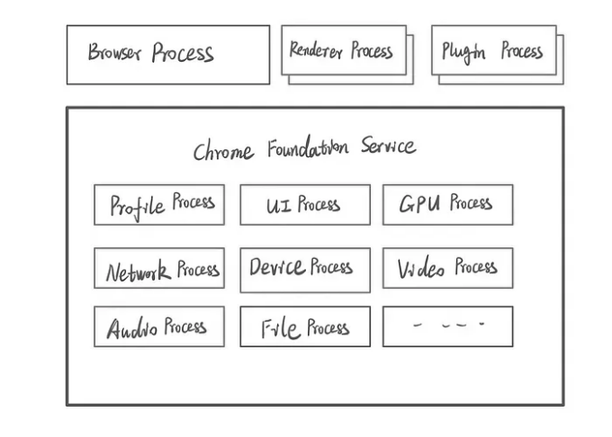 Browser Process
Renderer Process
Plugin Process
Chrome Foundation Service
Profile Process
UI Process
GPU Process
Network Process
Device Process
Video Process
Audio Process
File Process
- - - - -